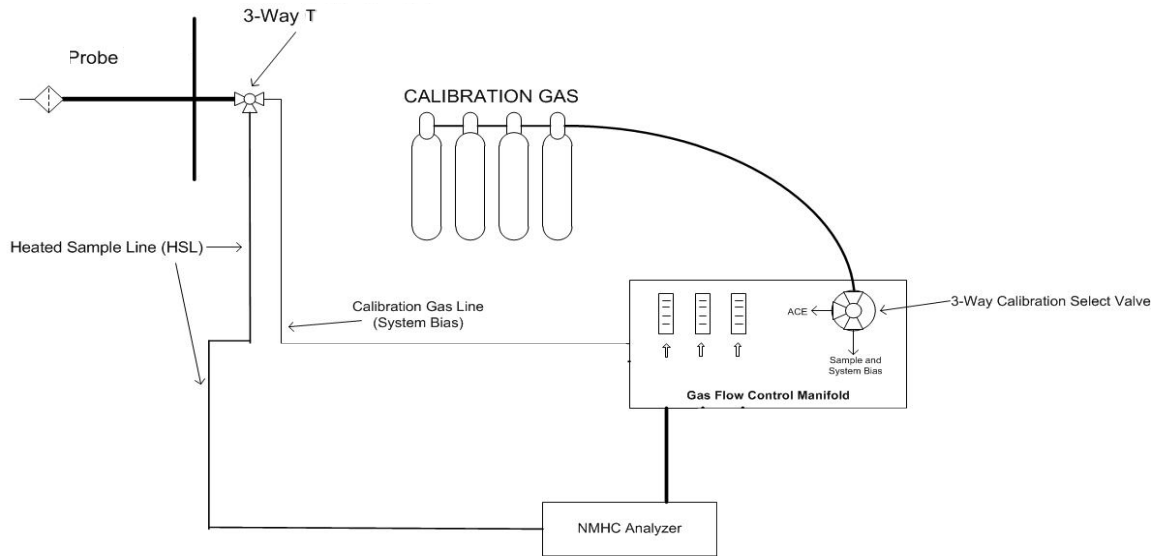 3-Way T
Probe
CALIBRATION GAS
Heated Sample Line (HSL)
Calibration Gas Line
(System Bias)
3-Way Calibration Select Valve
ACE
Sample and
System Bias
Gas Flow Control Manifold
NMHC Analyzer